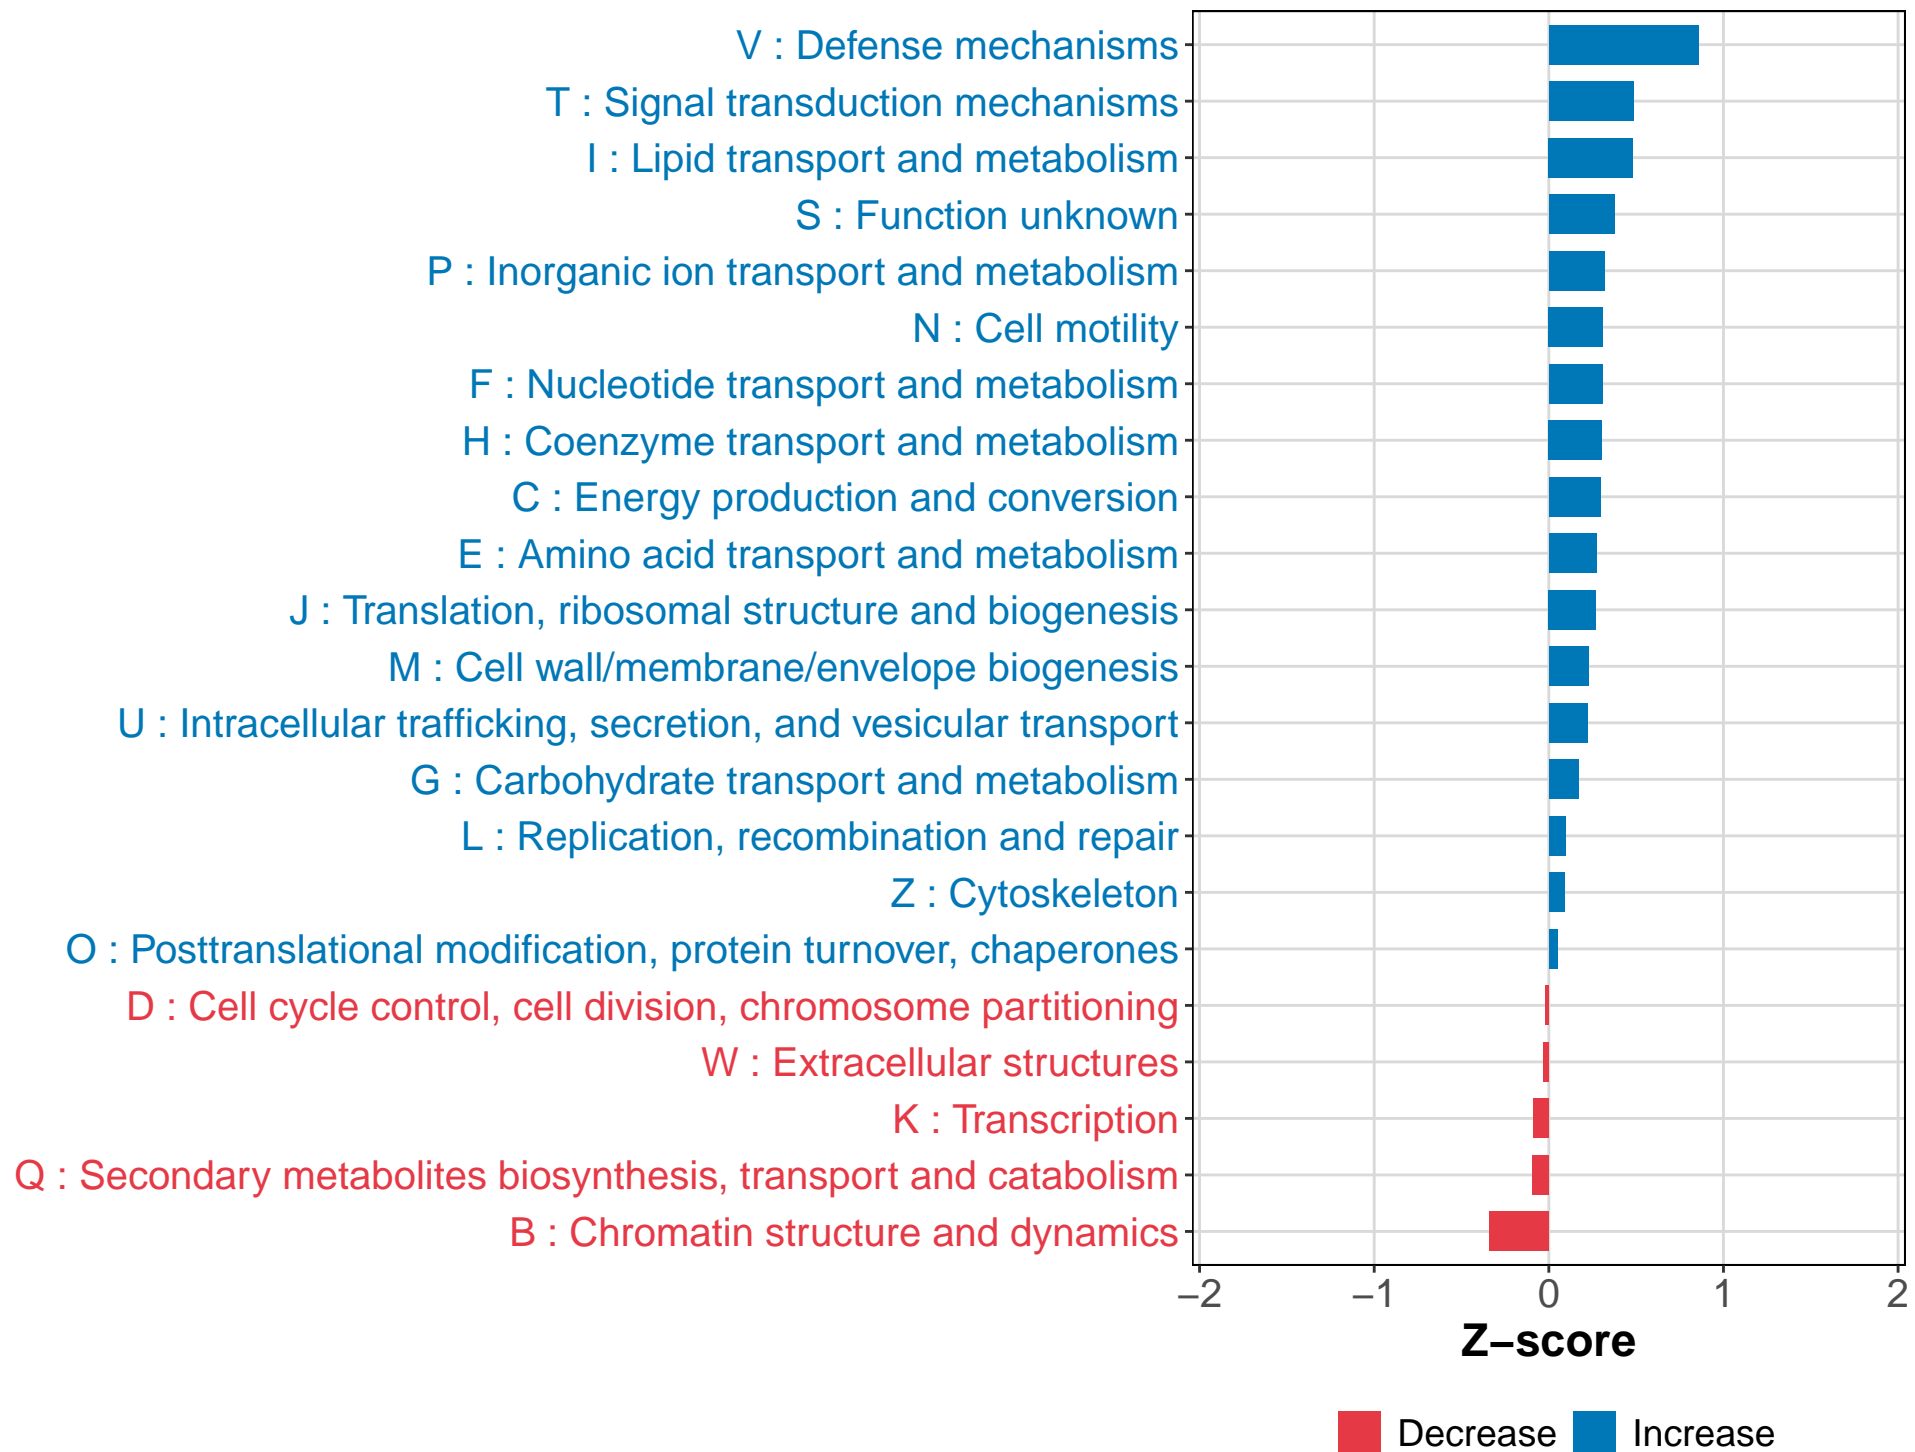 V : Defense mechanisms
T : Signal transduction mechanisms
I : Lipid transport and metabolism
S : Function unknown
P : Inorganic ion transport and metabolism
N : Cell motility
F : Nucleotide transport and metabolism
H : Coenzyme transport and metabolism
C : Energy production and conversion
E : Amino acid transport and metabolism
J : Translation, ribosomal structure and biogenesis
M : Cell wall/membrane/envelope biogenesis
U : Intracellular trafficking, secretion, and vesicular transport
G : Carbohydrate transport and metabolism
L : Replication, recombination and repair
Z : Cytoskeleton
O : Posttranslational modification, protein turnover, chaperones
D : Cell cycle control, cell division, chromosome partitioning
W : Extracellular structures
K : Transcription
Q : Secondary metabolites biosynthesis, transport and catabolism
B : Chromatin structure and dynamics
−2 −1 0 1 2
Z−score
Decrease Increase